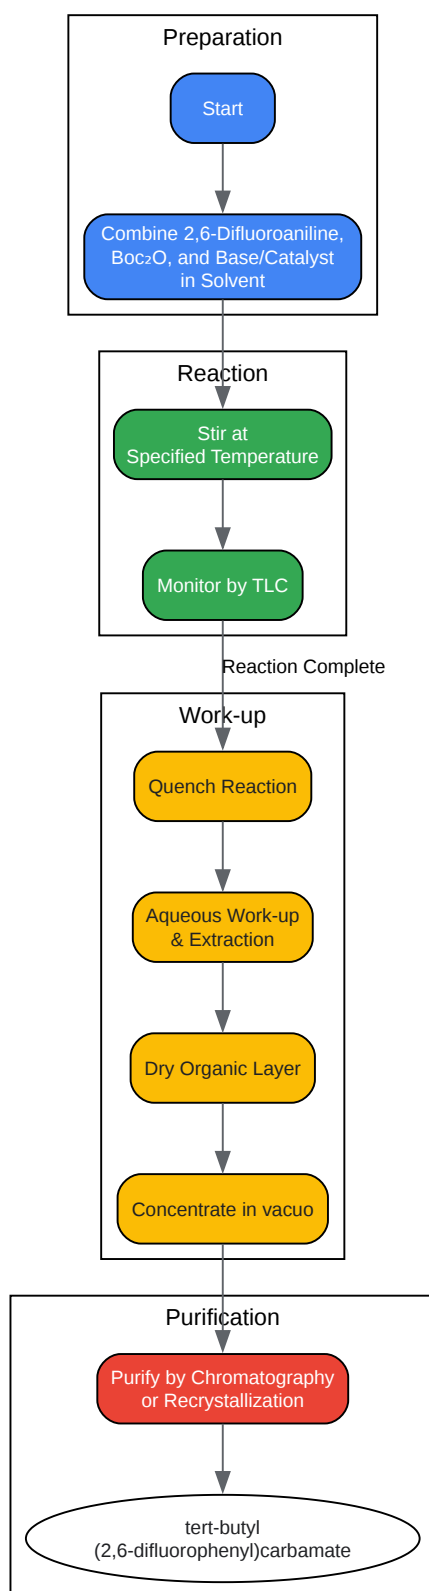 Preparation
Start
Combine 2,6-Difluoroaniline,
Boc₂O, and Base/Catalyst
in Solvent
Reaction
Stir at
Specified Temperature
Monitor by TLC
Reaction Complete
Work-up
Quench Reaction
Aqueous Work-up
& Extraction
Dry Organic Layer
Concentrate in vacuo
Purification
Purify by Chromatography
or Recrystallization
tert-butyl
(2,6-difluorophenyl)carbamate